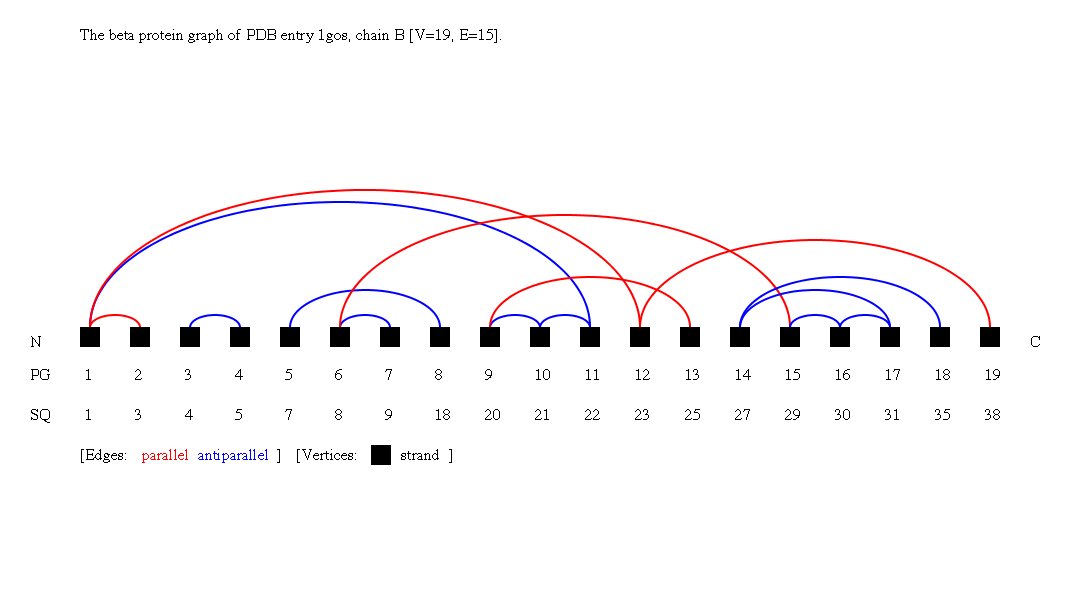 The beta protein graph of PDB entry 1gos, chain B [V=19, E=15].
N C
PG 1 2 3 4 5 6 7 8 9 10 11 12 13 14 15 16 17 18 19
SQ 1 3 4 5 7 8 9 18 20 21 22 23 25 27 29 30 31 35 38
[Edges: parallel antiparallel ] [Vertices: strand ]